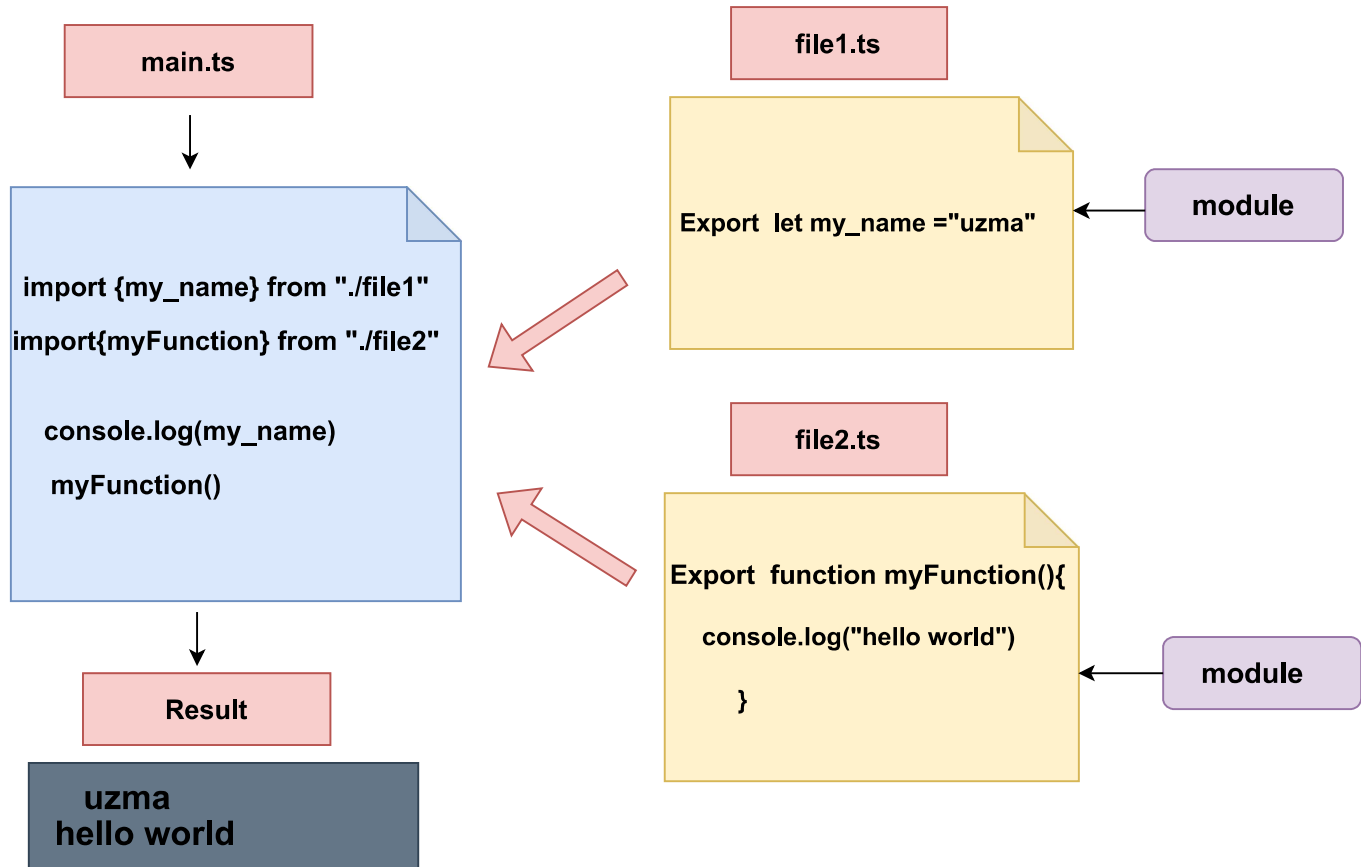 main.ts
import {my_name} from "./file1"
import{myFunction} from "./file2"
console.log(my_name)
myFunction()
Result
uzma
hello world
file1.ts
Export let my_name ="uzma"
module
file2.ts
Export function myFunction(){
console.log("hello world")
}
module